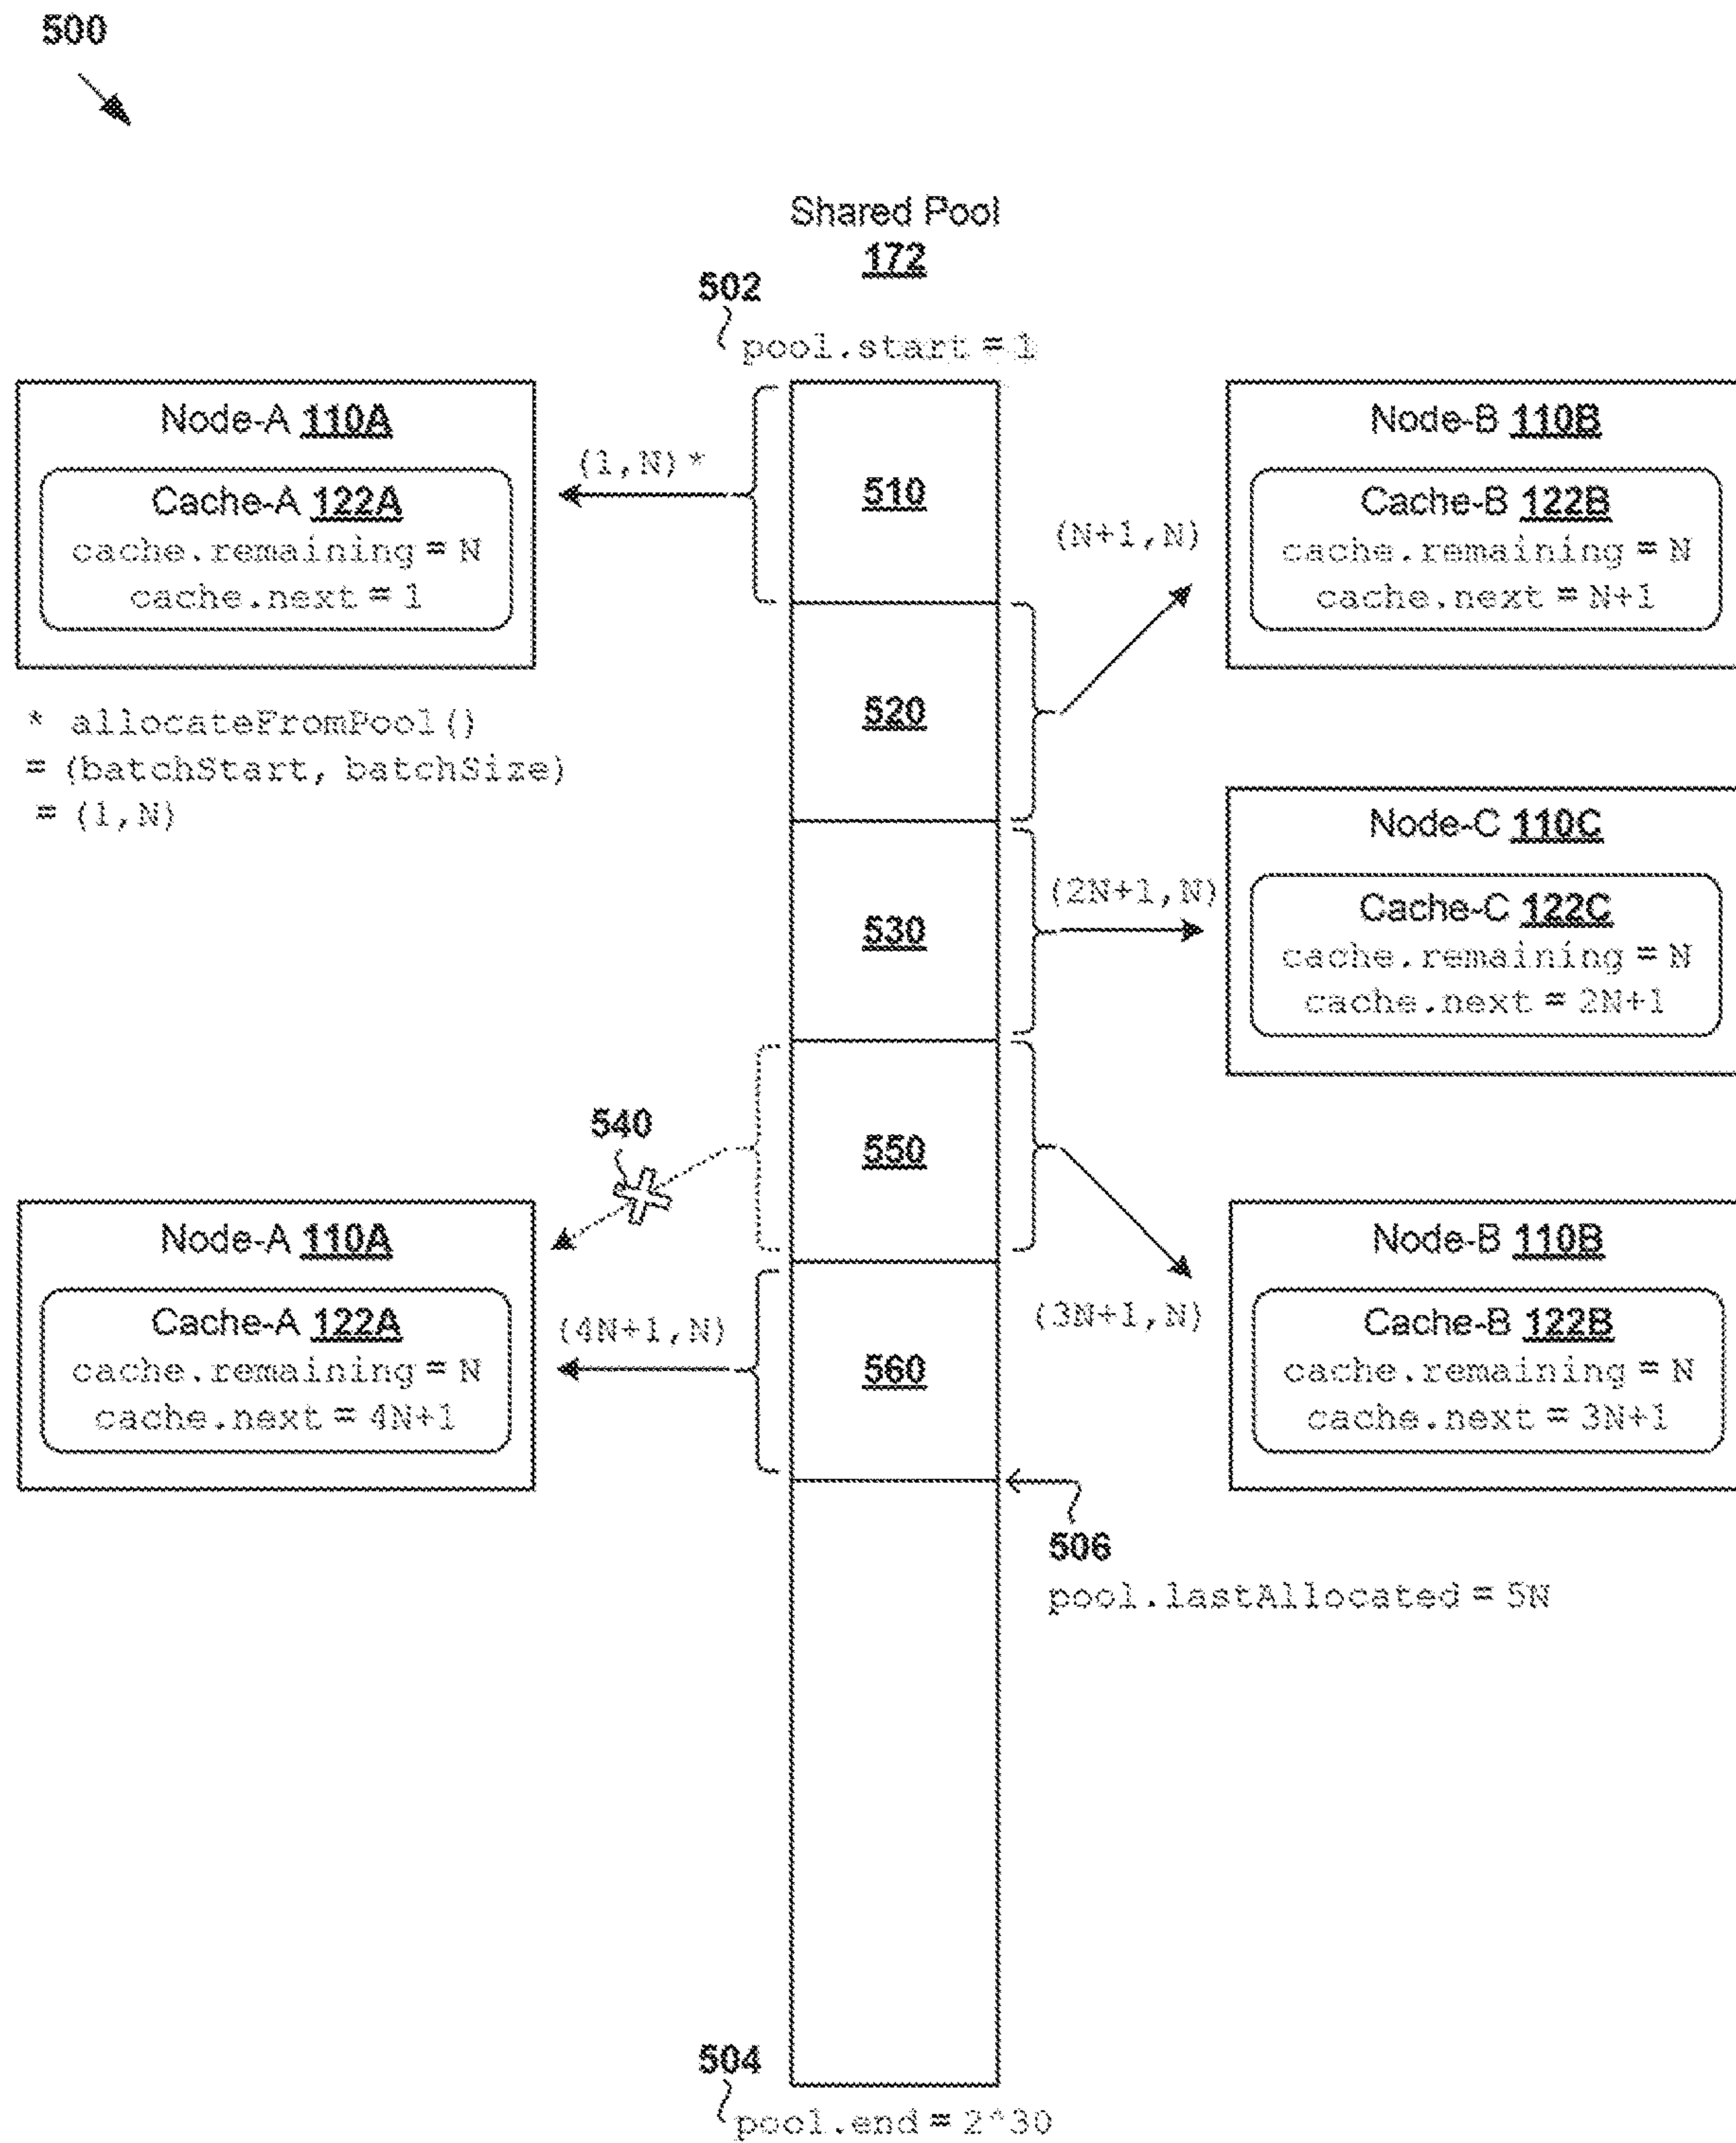 500
Shared Pool
172
502
pool.start = 1
Node-A 110A
Cache-A 122A
cache.remaining = N
cache.next = 1
(1,N)*
510
Node-B 110B
Cache-B 122B
cache.remaining = N
cache.next = N+1
(N+1,N)
* allocateFromPool()
= (batchStart, batchSize)
= (1,N)
520
Node-C 110C
Cache-C 122C
cache.remaining = N
cache.next = 2N+1
(2N+1,N)
530
540
550
Node-A 110A
Cache-A 122A
cache.remaining = N
cache.next = 4N+1
(4N+1,N)
560
(3N+1,N)
Node-B 110B
Cache-B 122B
cache.remaining = N
cache.next = 3N+1
506
pool.lastAllocated = 5N
504
pool.end = 2^30